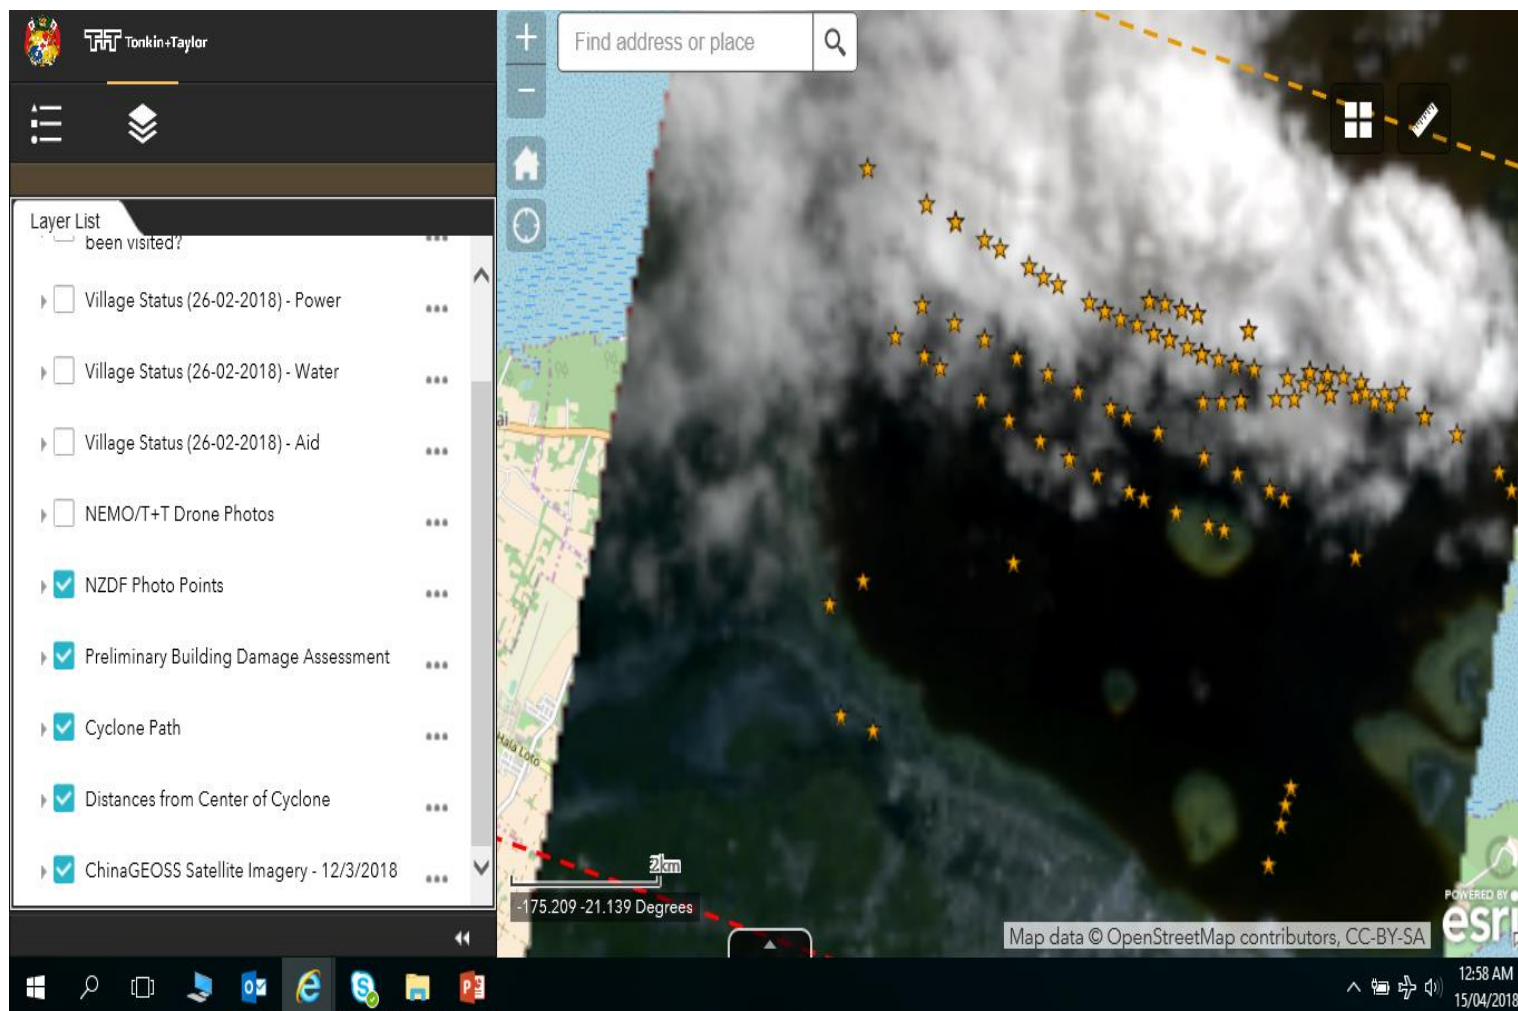 Tonkin+Taylor
Find address or place
Layer List
been visited?
Village Status (26-02-2018) - Power
Village Status (26-02-2018) - Water
Village Status (26-02-2018) - Aid
NEMO/T+T Drone Photos
NZDF Photo Points
Preliminary Building Damage Assessment
Cyclone Path
Distances from Center of Cyclone
ChinaGEOSS Satellite Imagery - 12/3/2018
ai
Hala Loto
2km
-175.209 -21.139 Degrees
Map data © OpenStreetMap contributors, CC-BY-SA
POWERED BY
esri
12:58 AM
15/04/2018